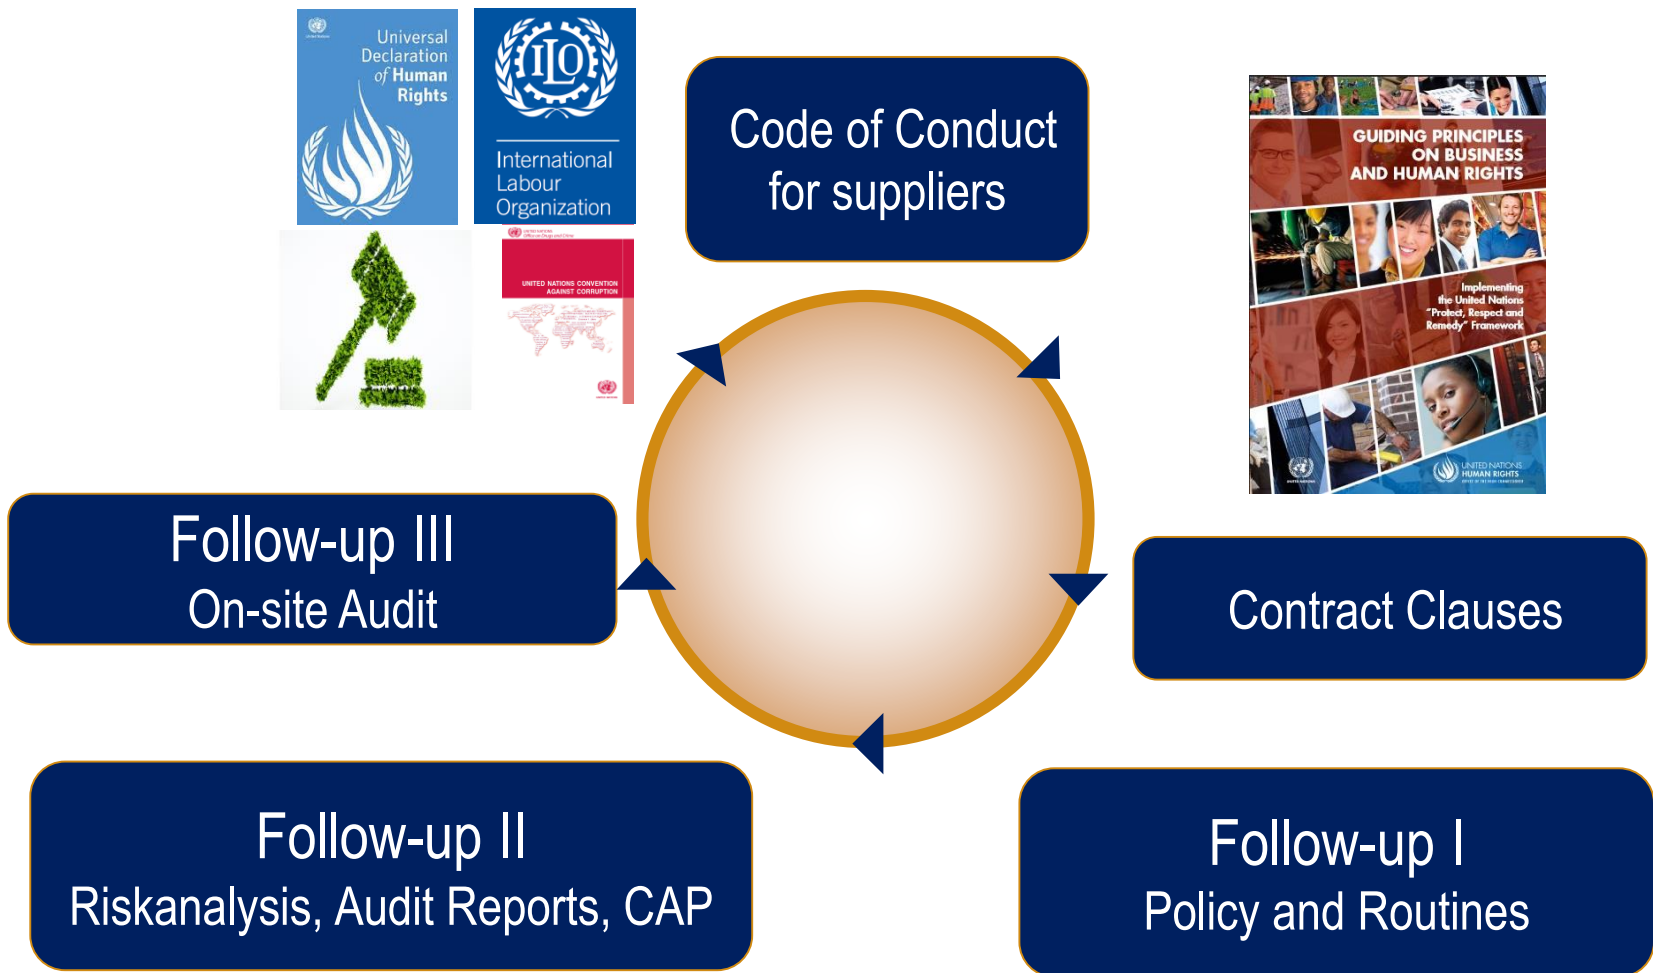 Universal
Declaration
of Human
Rights
ILO
International
Labour
Organization
UNITED NATIONS CONVENTION
AGAINST CORRUPTION
Code of Conduct
for suppliers
GUIDING PRINCIPLES
ON BUSINESS
AND HUMAN RIGHTS
Implementing
the United Nations
“Protect, Respect and
Remedy” Framework
UNITED NATIONS
HUMAN RIGHTS
Follow-up III
On-site Audit
Contract Clauses
Follow-up II
Riskanalysis, Audit Reports, CAP
Follow-up I
Policy and Routines